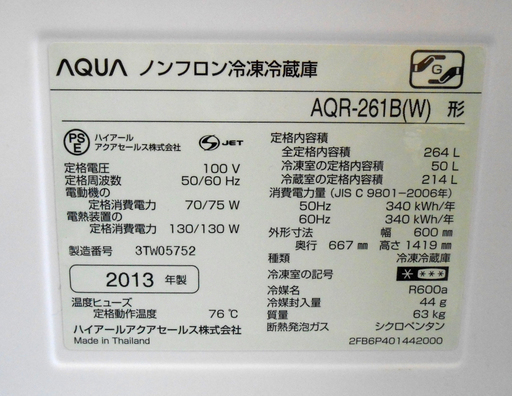 AQUA ノンフロン冷凍冷蔵庫
G
AQR-261B(W) 形
PS
E
ハイアール
アクアセールス株式会社
S JET
定格電圧 100 V
定格周波数 50/60 Hz
電動機の
定格消費電力 70/75 W
電熱装置の
定格消費電力 130/130 W
製造番号 3TW05752
2013 年製
温度ヒューズ
定格動作温度 76℃
ハイアールアクアセールス株式会社
Made in Thailand
定格内容積
全定格内容積 264 L
冷凍室の定格内容積 50 L
冷蔵室の定格内容積 214 L
消費電力量 (JIS C 9801-2006年)
50Hz 340 kWh/年
60Hz 340 kWh/年
外形寸法 幅 600 mm
奥行 667 mm 高さ 1419 mm
種類 冷凍冷蔵庫
冷凍室の記号 * ***
冷媒名 R600a
冷媒封入量 44 g
質量 63 kg
断熱発泡ガス シクロペンタン
2FB6P401442000